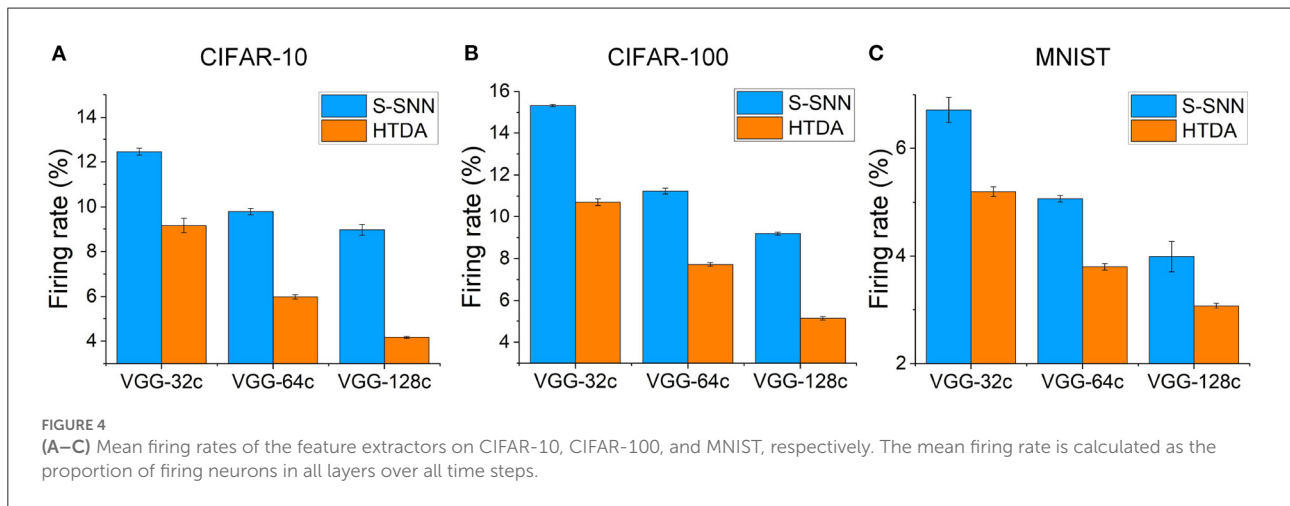 A
CIFAR-10
S-SNN
HTDA
Firing rate (%)
14
12
10
8
6
4
VGG-32c
VGG-64c
VGG-128c
B
CIFAR-100
S-SNN
HTDA
Firing rate (%)
16
14
12
10
8
6
4
VGG-32c
VGG-64c
VGG-128c
C
MNIST
S-SNN
HTDA
Firing rate (%)
6
4
2
VGG-32c
VGG-64c
VGG-128c
FIGURE 4
(A–C) Mean firing rates of the feature extractors on CIFAR-10, CIFAR-100, and MNIST, respectively. The mean firing rate is calculated as the
proportion of firing neurons in all layers over all time steps.